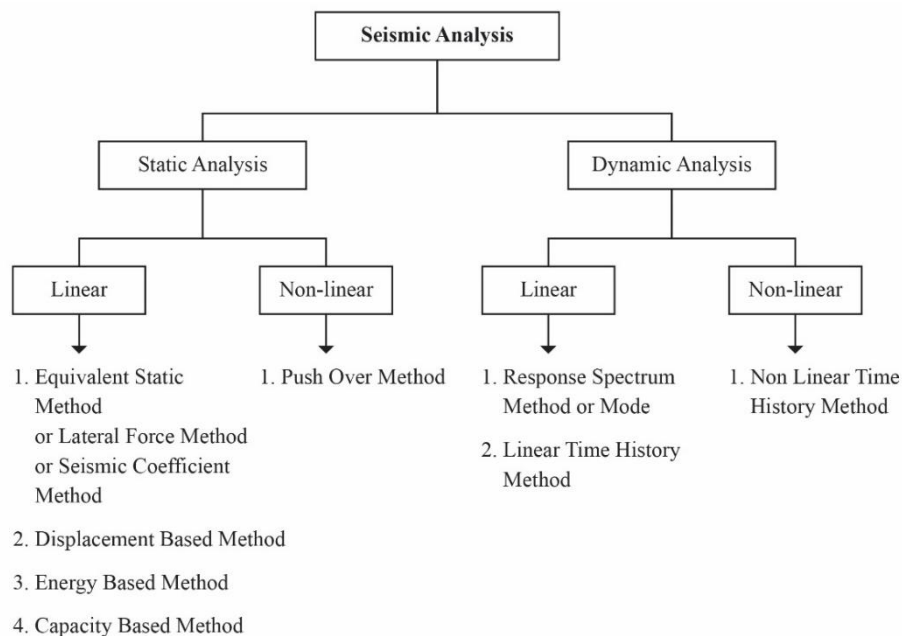 Seismic Analysis
Static Analysis
Dynamic Analysis
Linear
Non-linear
Linear
Non-linear
1. Equivalent Static
Method
or Lateral Force Method
or Seismic Coefficient
Method
2. Displacement Based Method
3. Energy Based Method
4. Capacity Based Method
1. Push Over Method
1. Response Spectrum
Method or Mode
2. Linear Time History
Method
1. Non Linear Time
History Method